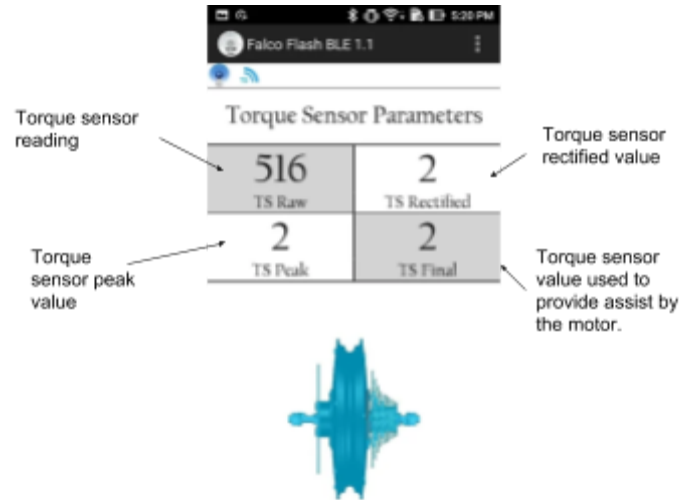 5:20 PM
Falco Flash BLE 1.1
Torque Sensor Parameters
Torque sensor
reading
516
TS Raw
2
TS Rectified
Torque sensor
rectified value
Torque
sensor peak
value
2
TS Peak
2
TS Final
Torque sensor
value used to
provide assist by
the motor.